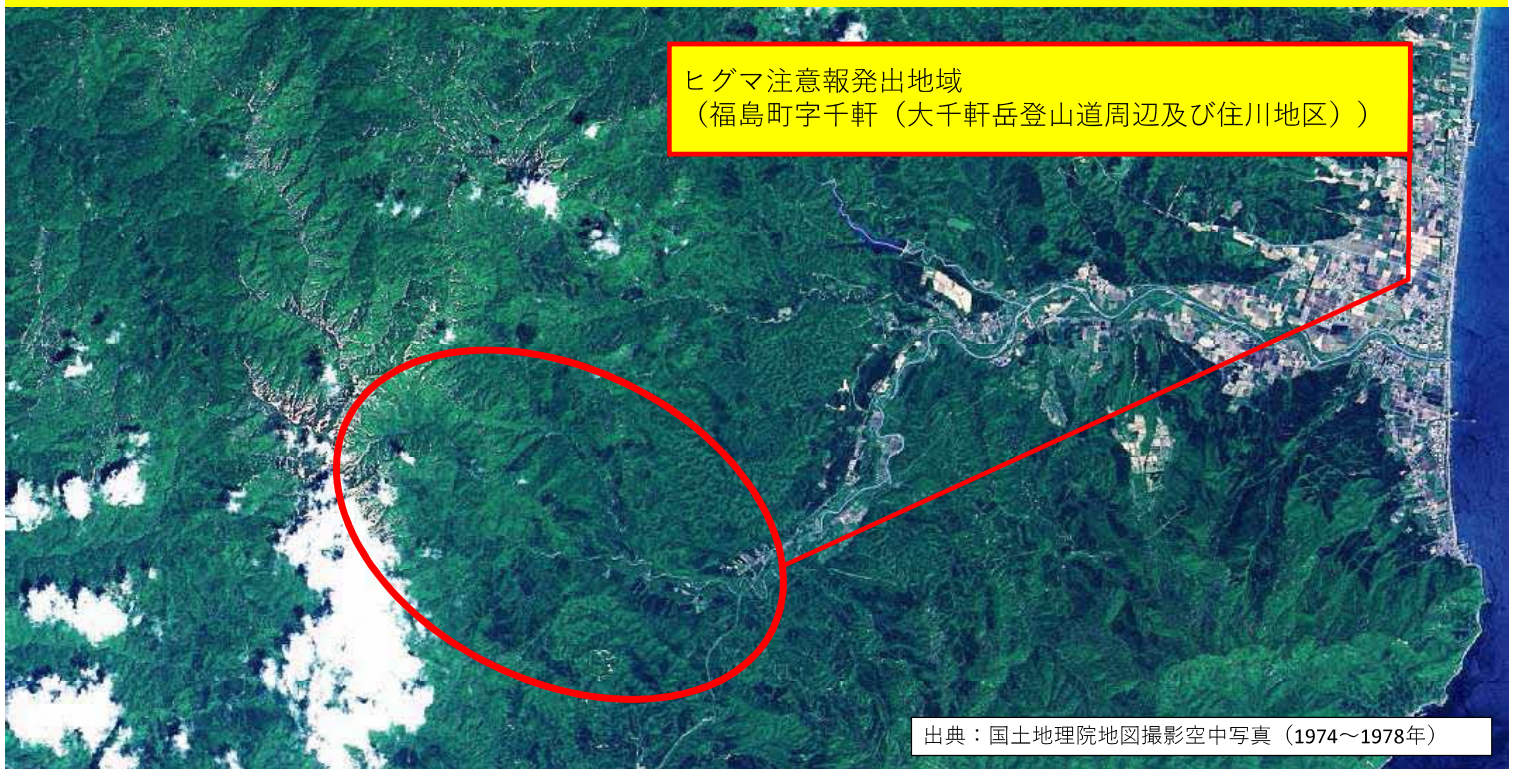 ヒグマ注意報発出地域
（福島町字千軒（大千軒岳登山道周辺及び住川地区））
出典：国土地理院地図撮影空中写真（1974～1978年）